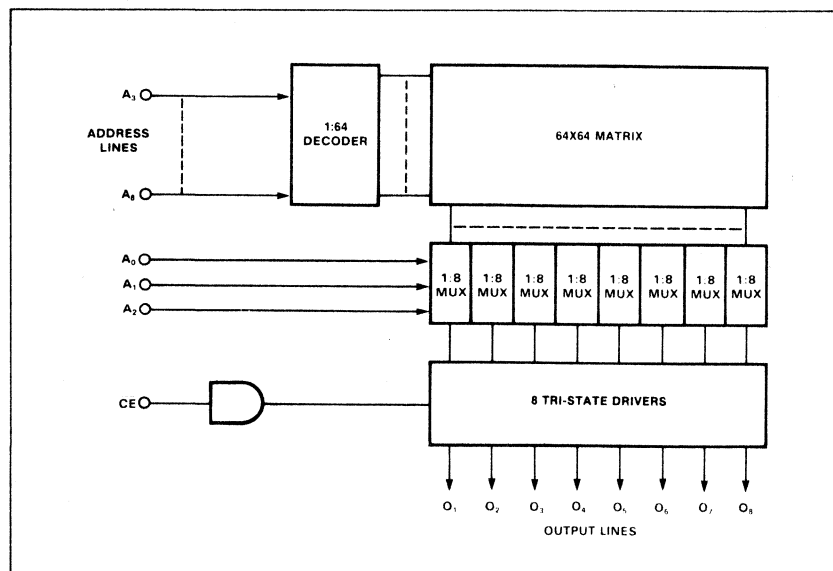 A₃
ADDRESS
LINES
A₈
1:64
DECODER
64X64 MATRIX
A₀
A₁
A₂
1:8 1:8 1:8 1:8 1:8 1:8 1:8 1:8
MUX MUX MUX MUX MUX MUX MUX MUX
CE
8 TRI-STATE DRIVERS
O₁ O₂ O₃ O₄ O₅ O₆ O₇ O₈
OUTPUT LINES